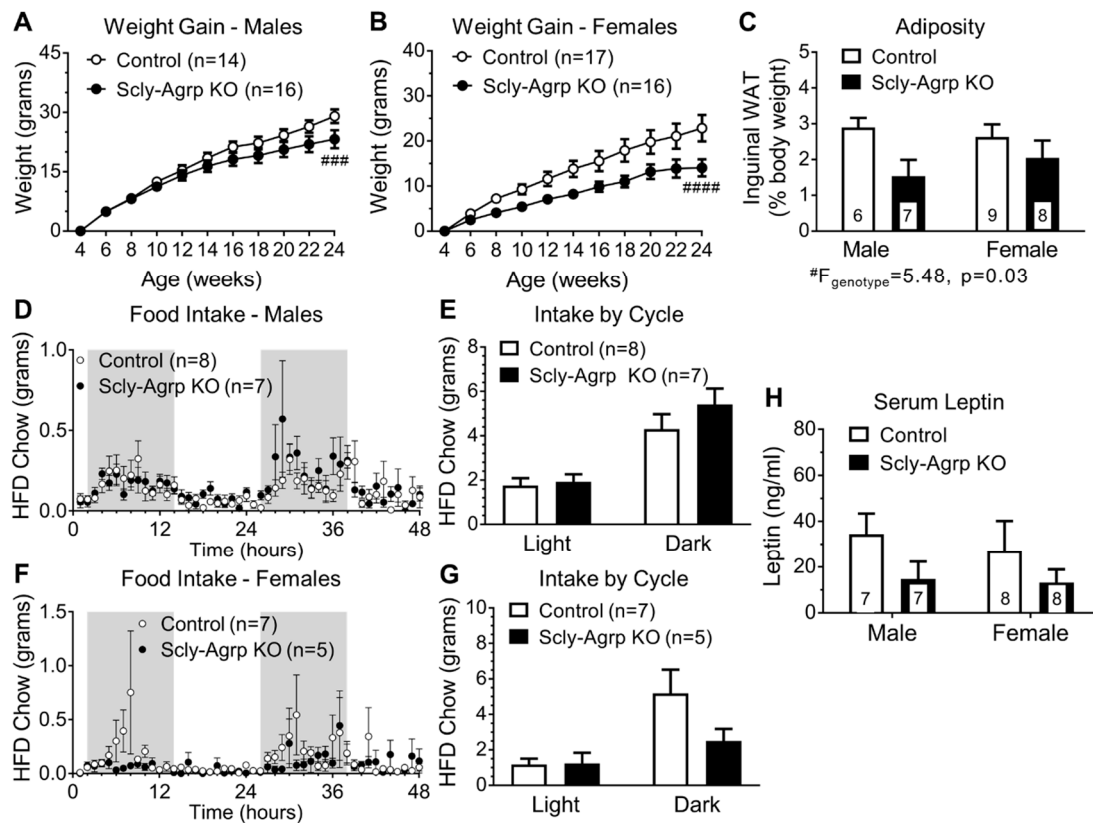 A
Weight Gain - Males
Control (n=14)
Scly-Agrp KO (n=16)
Weight (grams)
45
30
15
0
###
4 6 8 10 12 14 16 18 20 22 24
Age (weeks)
B
Weight Gain - Females
Control (n=17)
Scly-Agrp KO (n=16)
Weight (grams)
40
30
20
10
0
####
4 6 8 10 12 14 16 18 20 22 24
Age (weeks)
C
Adiposity
Control
Scly-Agrp KO
Inguinal WAT
(% body weight)
5
4
3
2
1
0
6 7 9 8
Male Female
#Fgenotype=5.48, p=0.03
D
Food Intake - Males
Control (n=8)
Scly-Agrp KO (n=7)
HFD Chow (grams)
1.0
0.5
0.0
0 12 24 36 48
Time (hours)
E
Intake by Cycle
Control (n=8)
Scly-Agrp KO (n=7)
HFD Chow (grams)
8
6
4
2
0
Light Dark
F
Food Intake - Females
Control (n=7)
Scly-Agrp KO (n=5)
HFD Chow (grams)
1.5
1.0
0.5
0.0
0 12 24 36 48
Time (hours)
G
Intake by Cycle
Control (n=7)
Scly-Agrp KO (n=5)
HFD Chow (grams)
10
8
6
4
2
0
Light Dark
H
Serum Leptin
Control
Scly-Agrp KO
Leptin (ng/ml)
80
60
40
20
0
7 7 8 8
Male Female